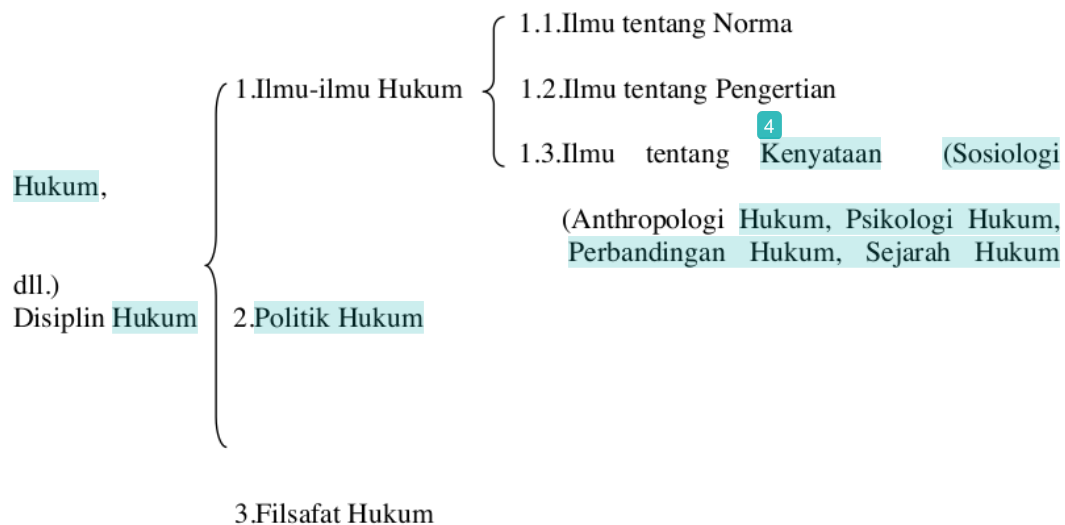 1.1.Ilmu tentang Norma
1.Ilmu-ilmu Hukum
1.2.Ilmu tentang Pengertian
4
1.3.Ilmu tentang Kenyataan (Sosiologi
Hukum,
(Anthropologi Hukum, Psikologi Hukum,
Perbandingan Hukum, Sejarah Hukum
dll.)
Disiplin Hukum
2.Politik Hukum
3.Filsafat Hukum